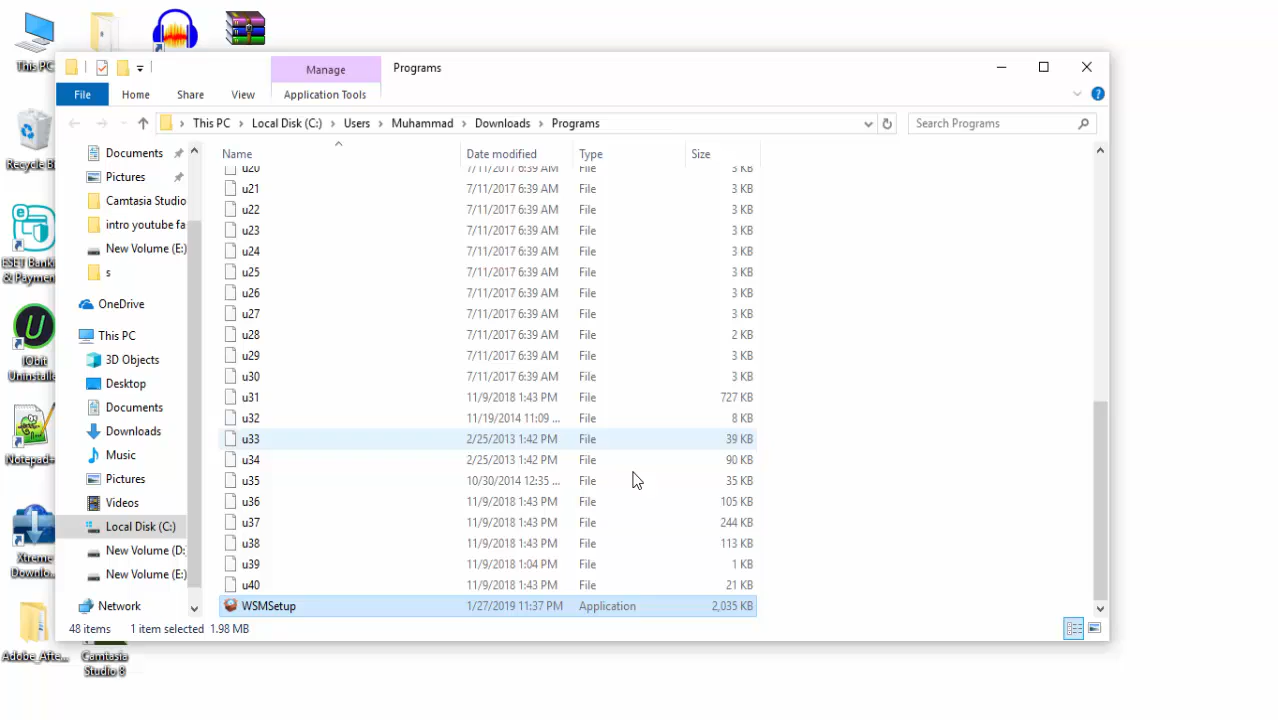 This PC
Programs
Manage
File
Home
Share
View
Application Tools
This PC
Local Disk (C:)
Users
Muhammad
Downloads
Programs
Search Programs
Name
Date modified
Type
Size
u20 7/11/2017 6:39 AM File 3 KB
u21 7/11/2017 6:39 AM File 3 KB
u22 7/11/2017 6:39 AM File 3 KB
u23 7/11/2017 6:39 AM File 3 KB
u24 7/11/2017 6:39 AM File 3 KB
u25 7/11/2017 6:39 AM File 3 KB
u26 7/11/2017 6:39 AM File 3 KB
u27 7/11/2017 6:39 AM File 3 KB
u28 7/11/2017 6:39 AM File 2 KB
u29 7/11/2017 6:39 AM File 3 KB
u30 7/11/2017 6:39 AM File 3 KB
u31 11/9/2018 1:43 PM File 727 KB
u32 11/19/2014 11:09 ... File 8 KB
u33 2/25/2013 1:42 PM File 39 KB
u34 2/25/2013 1:42 PM File 90 KB
u35 10/30/2014 12:35 ... File 35 KB
u36 11/9/2018 1:43 PM File 105 KB
u37 11/9/2018 1:43 PM File 244 KB
u38 11/9/2018 1:43 PM File 113 KB
u39 11/9/2018 1:04 PM File 1 KB
u40 11/9/2018 1:43 PM File 21 KB
WSMSetup 1/27/2019 11:37 PM Application 2,035 KB
Documents
Pictures
Camtasia Studio
intro youtube fa
New Volume (E:)
s
OneDrive
This PC
3D Objects
Desktop
Documents
Downloads
Music
Pictures
Videos
Local Disk (C:)
New Volume (D:
New Volume (E:)
Network
48 items 1 item selected 1.98 MB
Recycle B
e
ESET Bank
& Paymen
U
IObit
Uninstalle
Notepad+
Xtreme
Downlo...
Adobe_Afte...
Camtasia
Studio 8